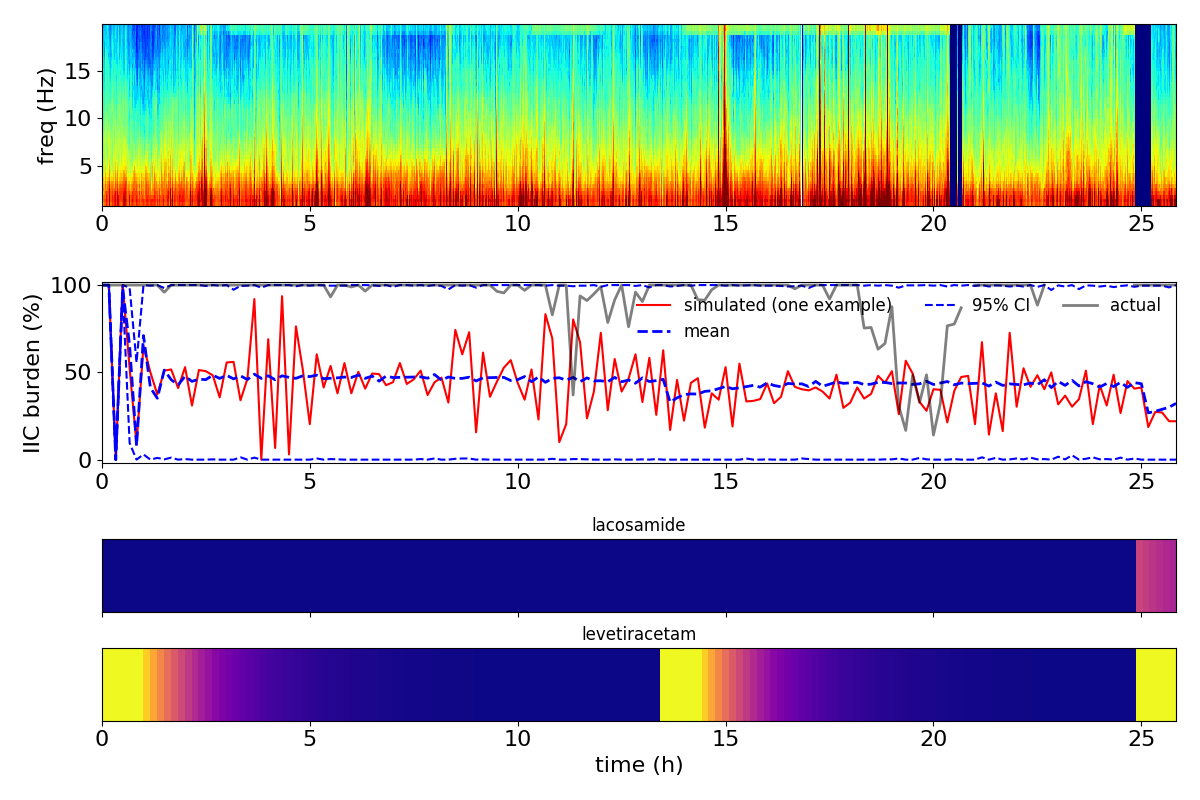 freq (Hz)
15
10
5
0 5 10 15 20 25
IIC burden (%)
100
50
0
simulated (one example) 95% CI actual
mean
0 5 10 15 20 25
lacosamide
levetiracetam
0 5 10 15 20 25
time (h)